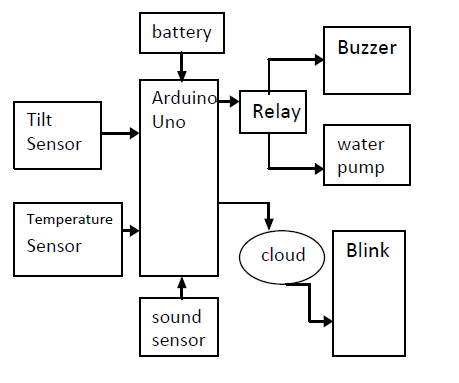 battery
Arduino
Uno
Tilt
Sensor
Temperature
Sensor
sound
sensor
Relay
Buzzer
water
pump
cloud
Blink